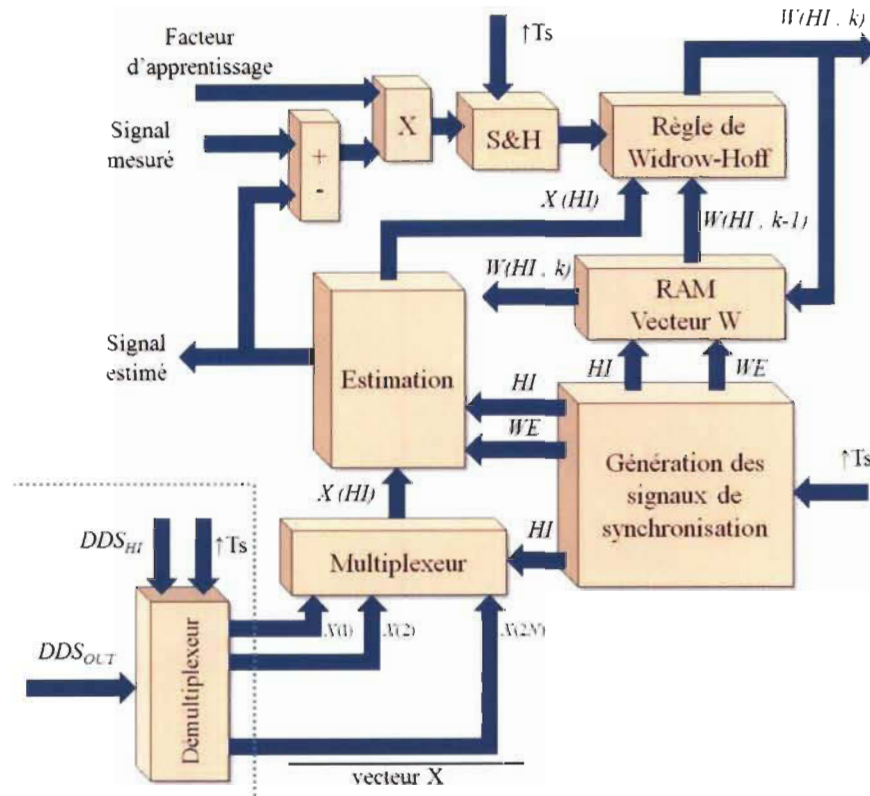 W(HI , k)
Facteur
d'apprentissage
↑Ts
Signal
mesuré
+
-
X
S&H
Règle de
Widrow-Hoff
X (HI)
W(HI , k-1)
W(HI , k)
RAM
Vecteur W
Signal
estimé
Estimation
HI
WE
HI
WE
Génération des
signaux de
synchronisation
↑Ts
X (HI)
DDS_HI
↑Ts
Multiplexeur
HI
X(1)
X(2)
X(2N)
DDS_OUT
Démultiplexeur
vecteur X